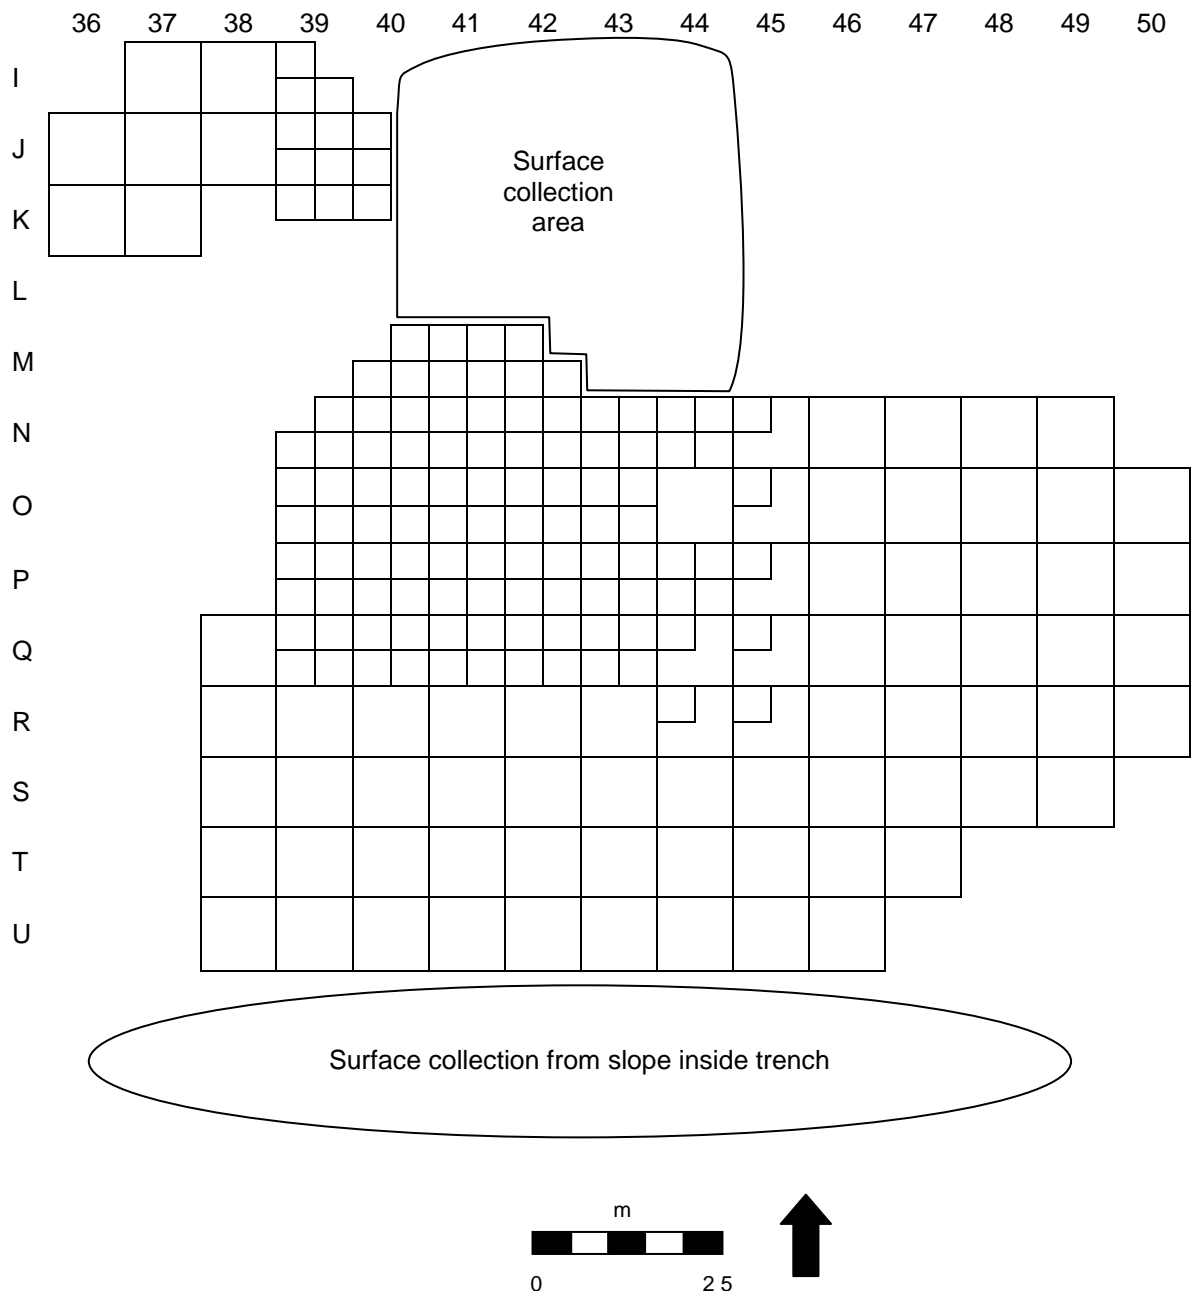 36 37 38 39 40 41 42 43 44 45 46 47 48 49 50
I
J
Surface
collection
area
K
L
M
N
O
P
Q
R
S
T
U
Surface collection from slope inside trench
m
0 2 5